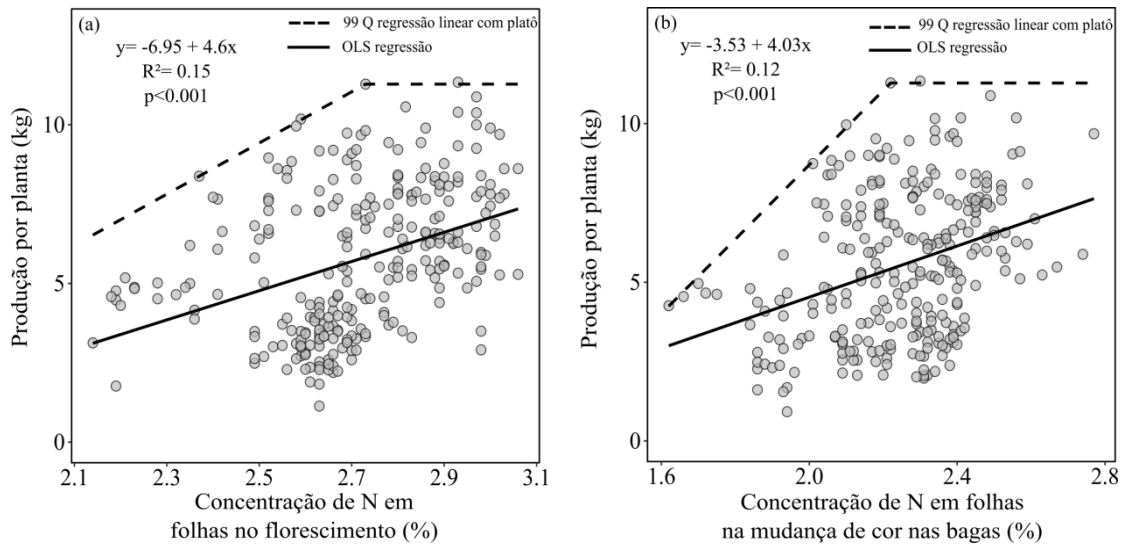 (a)
99 Q regressão linear com platô
OLS regressão
y= -6.95 + 4.6x
R²= 0.15
p<0.001
Produção por planta (kg)
10
5
0
2.1 2.3 2.5 2.7 2.9 3.1
Concentração de N em
folhas no florescimento (%)
(b)
99 Q regressão linear com platô
OLS regressão
y= -3.53 + 4.03x
R²= 0.12
p<0.001
Produção por planta (kg)
10
5
0
1.6 2.0 2.4 2.8
Concentração de N em folhas
na mudança de cor nas bagas (%)